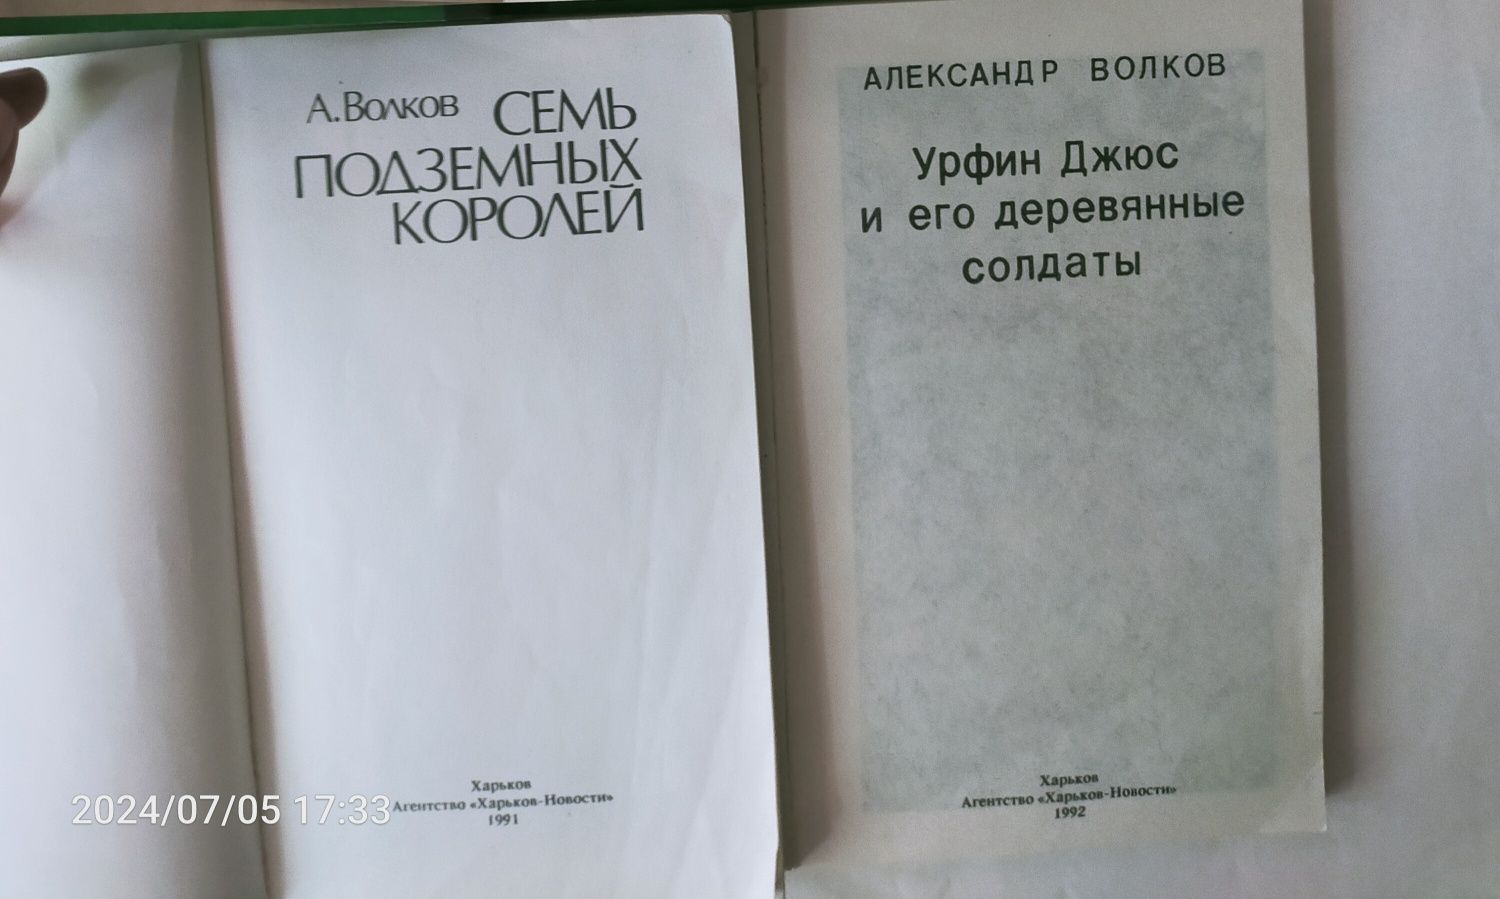 А. Волков СЕМЬ
ПОДЗЕМНЫХ
КОРОЛЕЙ
Харьков
Агентство «Харьков-Новости»
1991
АЛЕКСАНДР ВОЛКОВ
Урфин Джюс
и его деревянные
солдаты
Харьков
Агентство «Харьков-Новости»
1992
2024/07/05 17:33